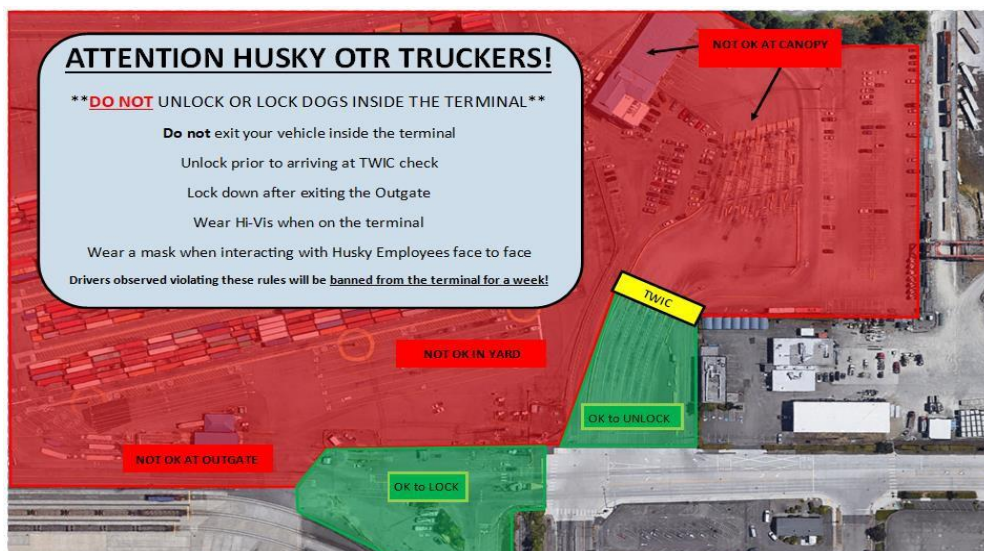 ATTENTION HUSKY OTR TRUCKERS!
**DO NOT UNLOCK OR LOCK DOGS INSIDE THE TERMINAL**
Do not exit your vehicle inside the terminal
Unlock prior to arriving at TWIC check
Lock down after exiting the Outgate
Wear Hi-Vis when on the terminal
Wear a mask when interacting with Husky Employees face to face
Drivers observed violating these rules will be banned from the terminal for a week!
NOT OK AT CANOPY
TWIC
NOT OK IN YARD
OK to UNLOCK
NOT OK AT OUTGATE
OK to LOCK